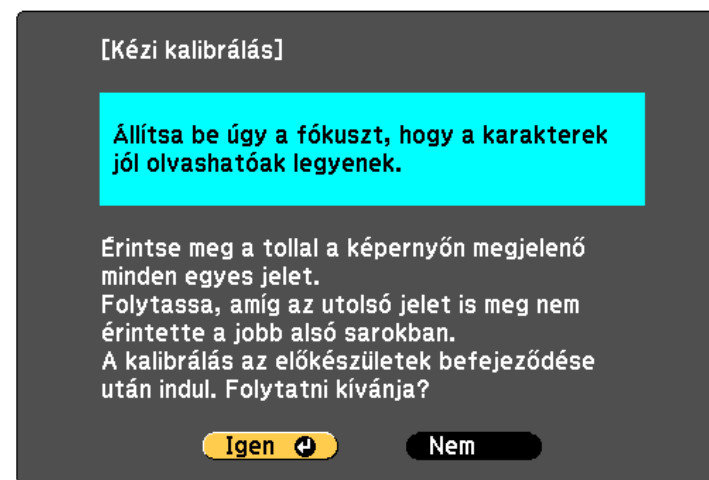 [Kézi kalibrálás]
Állítsa be úgy a fókuszt, hogy a karakterek
jól olvashatóak legyenek.
Érintse meg a tollal a képernyőn megjelenő
minden egyes jelet.
Folytassa, amíg az utolsó jelet is meg nem
érintette a jobb alsó sarokban.
A kalibrálás az előkészületek befejeződése
után indul. Folytatni kívánja?
Igen Nem